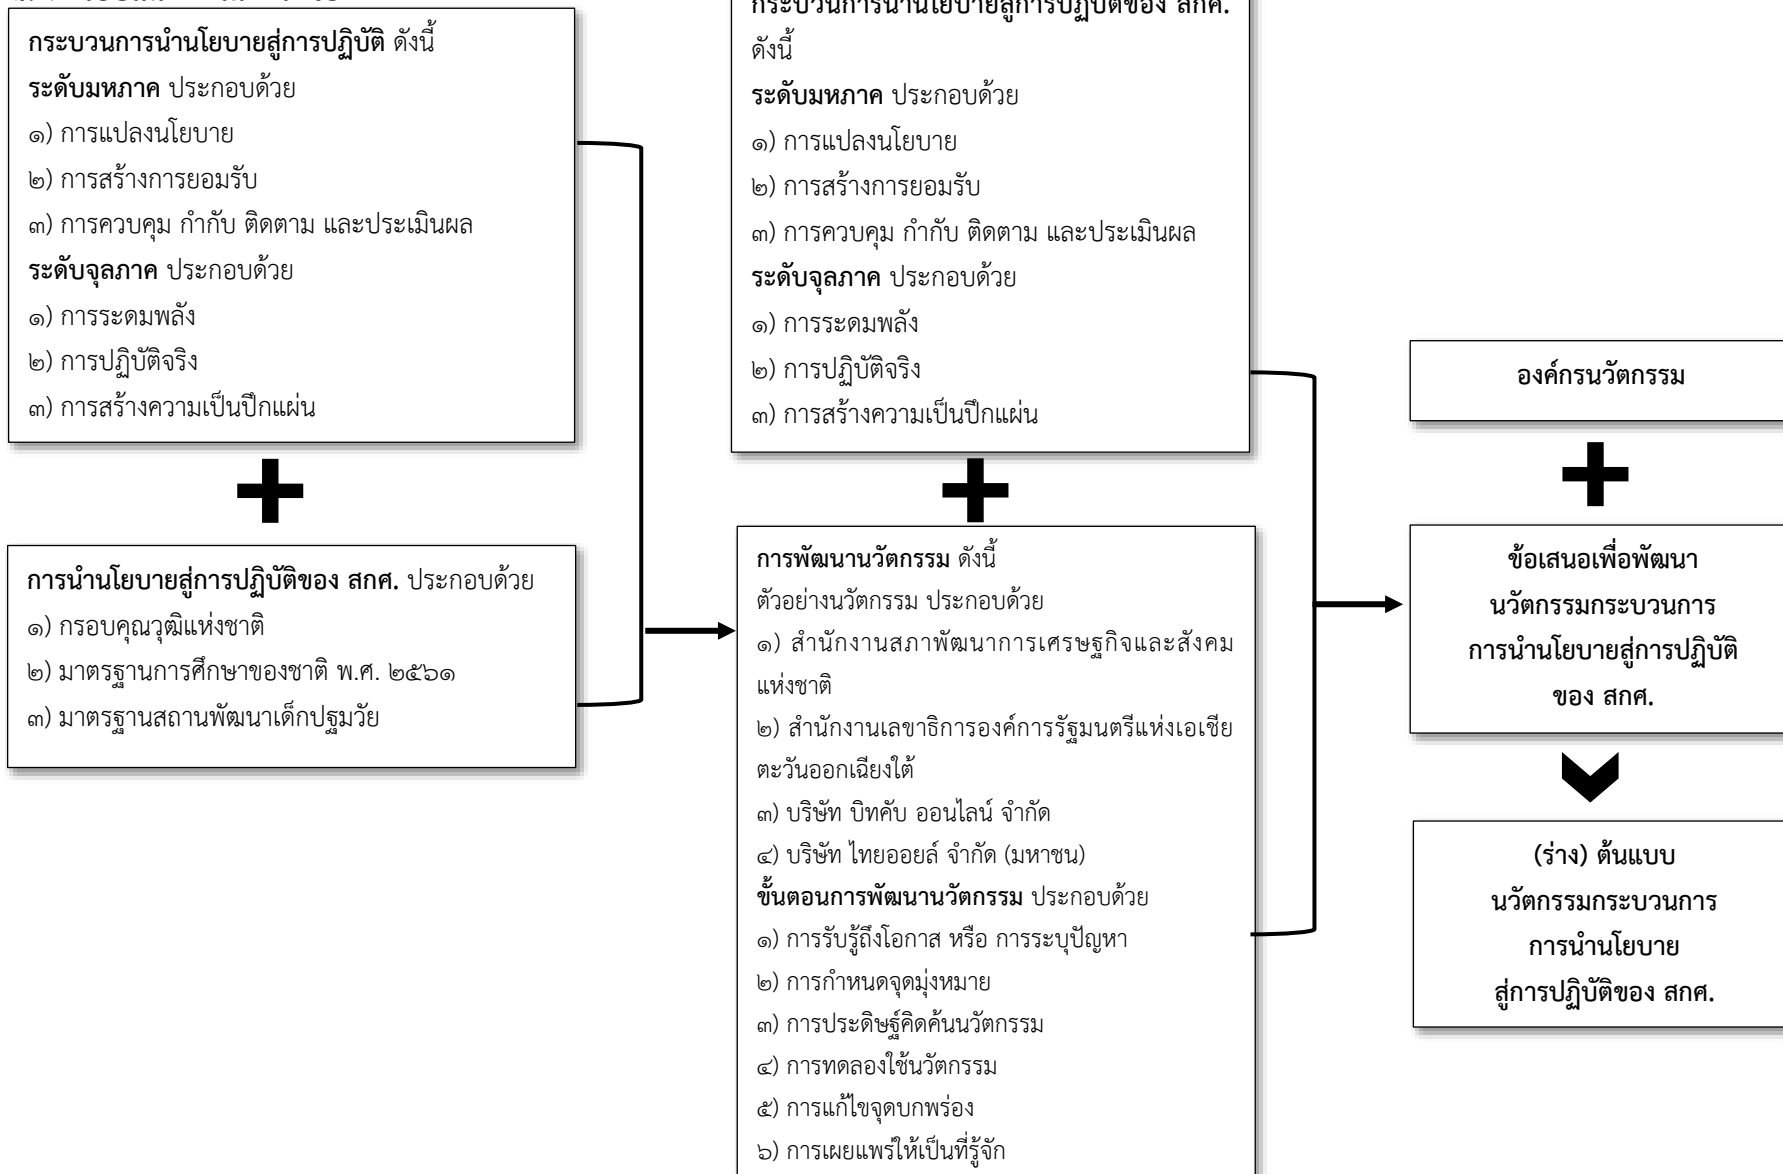 กระบวนการนำนโยบายสู่การปฏิบัติ ดังนี้
ระดับมหภาค ประกอบด้วย
๑) การแปลงนโยบาย
๒) การสร้างการยอมรับ
๓) การควบคุม กำกับ ติดตาม และประเมินผล
ระดับจุลภาค ประกอบด้วย
๑) การระดมพลัง
๒) การปฏิบัติจริง
๓) การสร้างความเป็นปึกแผ่น
การนำนโยบายสู่การปฏิบัติของ สกศ. ประกอบด้วย
๑) กรอบคุณวุฒิแห่งชาติ
๒) มาตรฐานการศึกษาของชาติ พ.ศ. ๒๕๖๑
๓) มาตรฐานสถานพัฒนาเด็กปฐมวัย
กระบวนการนำนโยบายสู่การปฏิบัติของ สกศ.
ดังนี้
ระดับมหภาค ประกอบด้วย
๑) การแปลงนโยบาย
๒) การสร้างการยอมรับ
๓) การควบคุม กำกับ ติดตาม และประเมินผล
ระดับจุลภาค ประกอบด้วย
๑) การระดมพลัง
๒) การปฏิบัติจริง
๓) การสร้างความเป็นปึกแผ่น
การพัฒนานวัตกรรม ดังนี้
ตัวอย่างนวัตกรรม ประกอบด้วย
๑) สำนักงานสภาพัฒนาการเศรษฐกิจและสังคม
แห่งชาติ
๒) สำนักงานเลขาธิการองค์การรัฐมนตรีแห่งเอเชีย
ตะวันออกเฉียงใต้
๓) บริษัท บิทคับ ออนไลน์ จำกัด
๔) บริษัท ไทยออยล์ จำกัด (มหาชน)
ขั้นตอนการพัฒนานวัตกรรม ประกอบด้วย
๑) การรับรู้ถึงโอกาส หรือ การระบุปัญหา
๒) การกำหนดจุดมุ่งหมาย
๓) การประดิษฐ์คิดค้นนวัตกรรม
๔) การทดลองใช้นวัตกรรม
๕) การแก้ไขจุดบกพร่อง
๖) การเผยแพร่ให้เป็นที่รู้จัก
องค์กรนวัตกรรม
ข้อเสนอเพื่อพัฒนา
นวัตกรรมกระบวนการ
การนำนโยบายสู่การปฏิบัติ
ของ สกศ.
(ร่าง) ต้นแบบ
นวัตกรรมกระบวนการ
การนำนโยบาย
สู่การปฏิบัติของ สกศ.